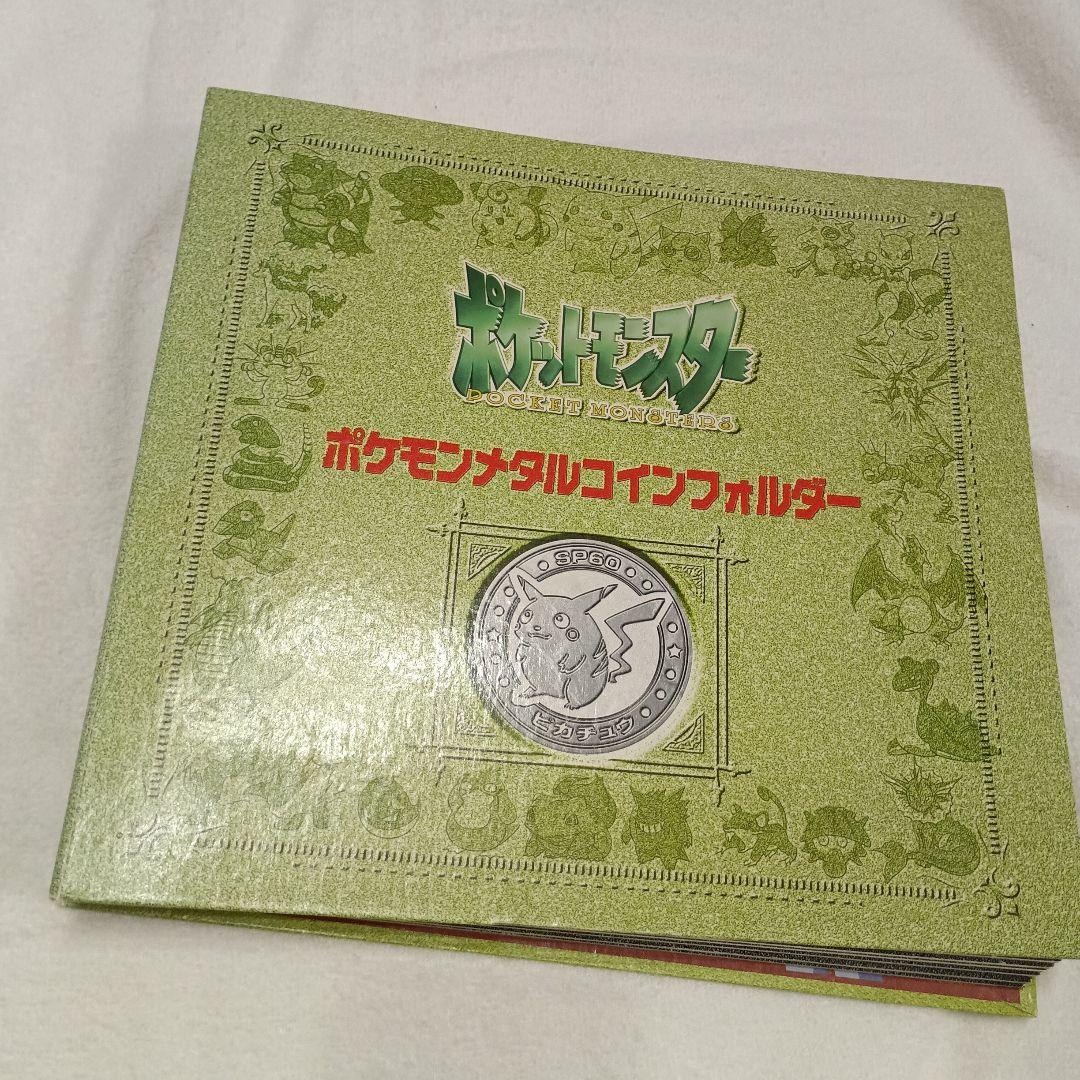 ポケットモンスター
POCKET MONSTERS
ポケモンメタルコインフォルダー
SP60
ピカチュウ